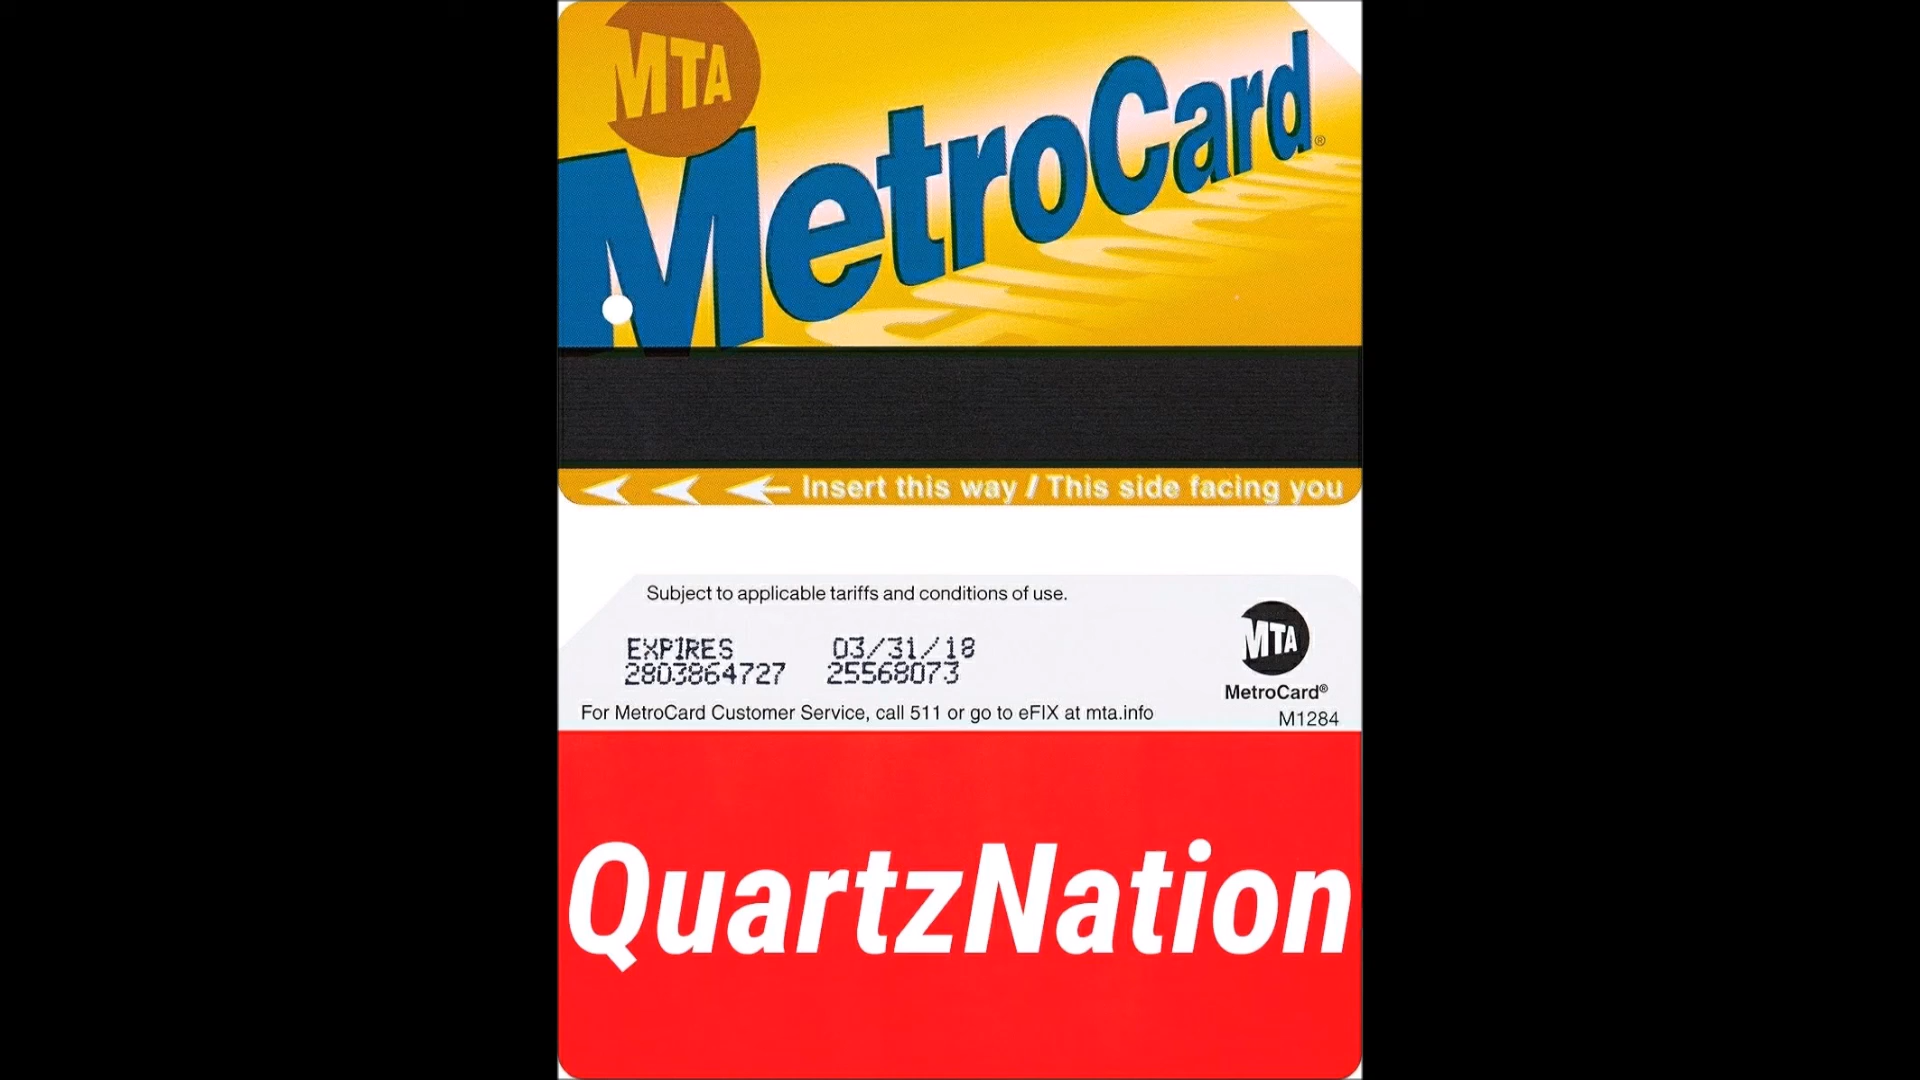 MTA
MetroCard®
Insert this way / This side facing you
Subject to applicable tariffs and conditions of use.
EXPIRES 03/31/18
2803864727 25568073
MTA
MetroCard®
For MetroCard Customer Service, call 511 or go to eFIX at mta.info
M1284
QuartzNation